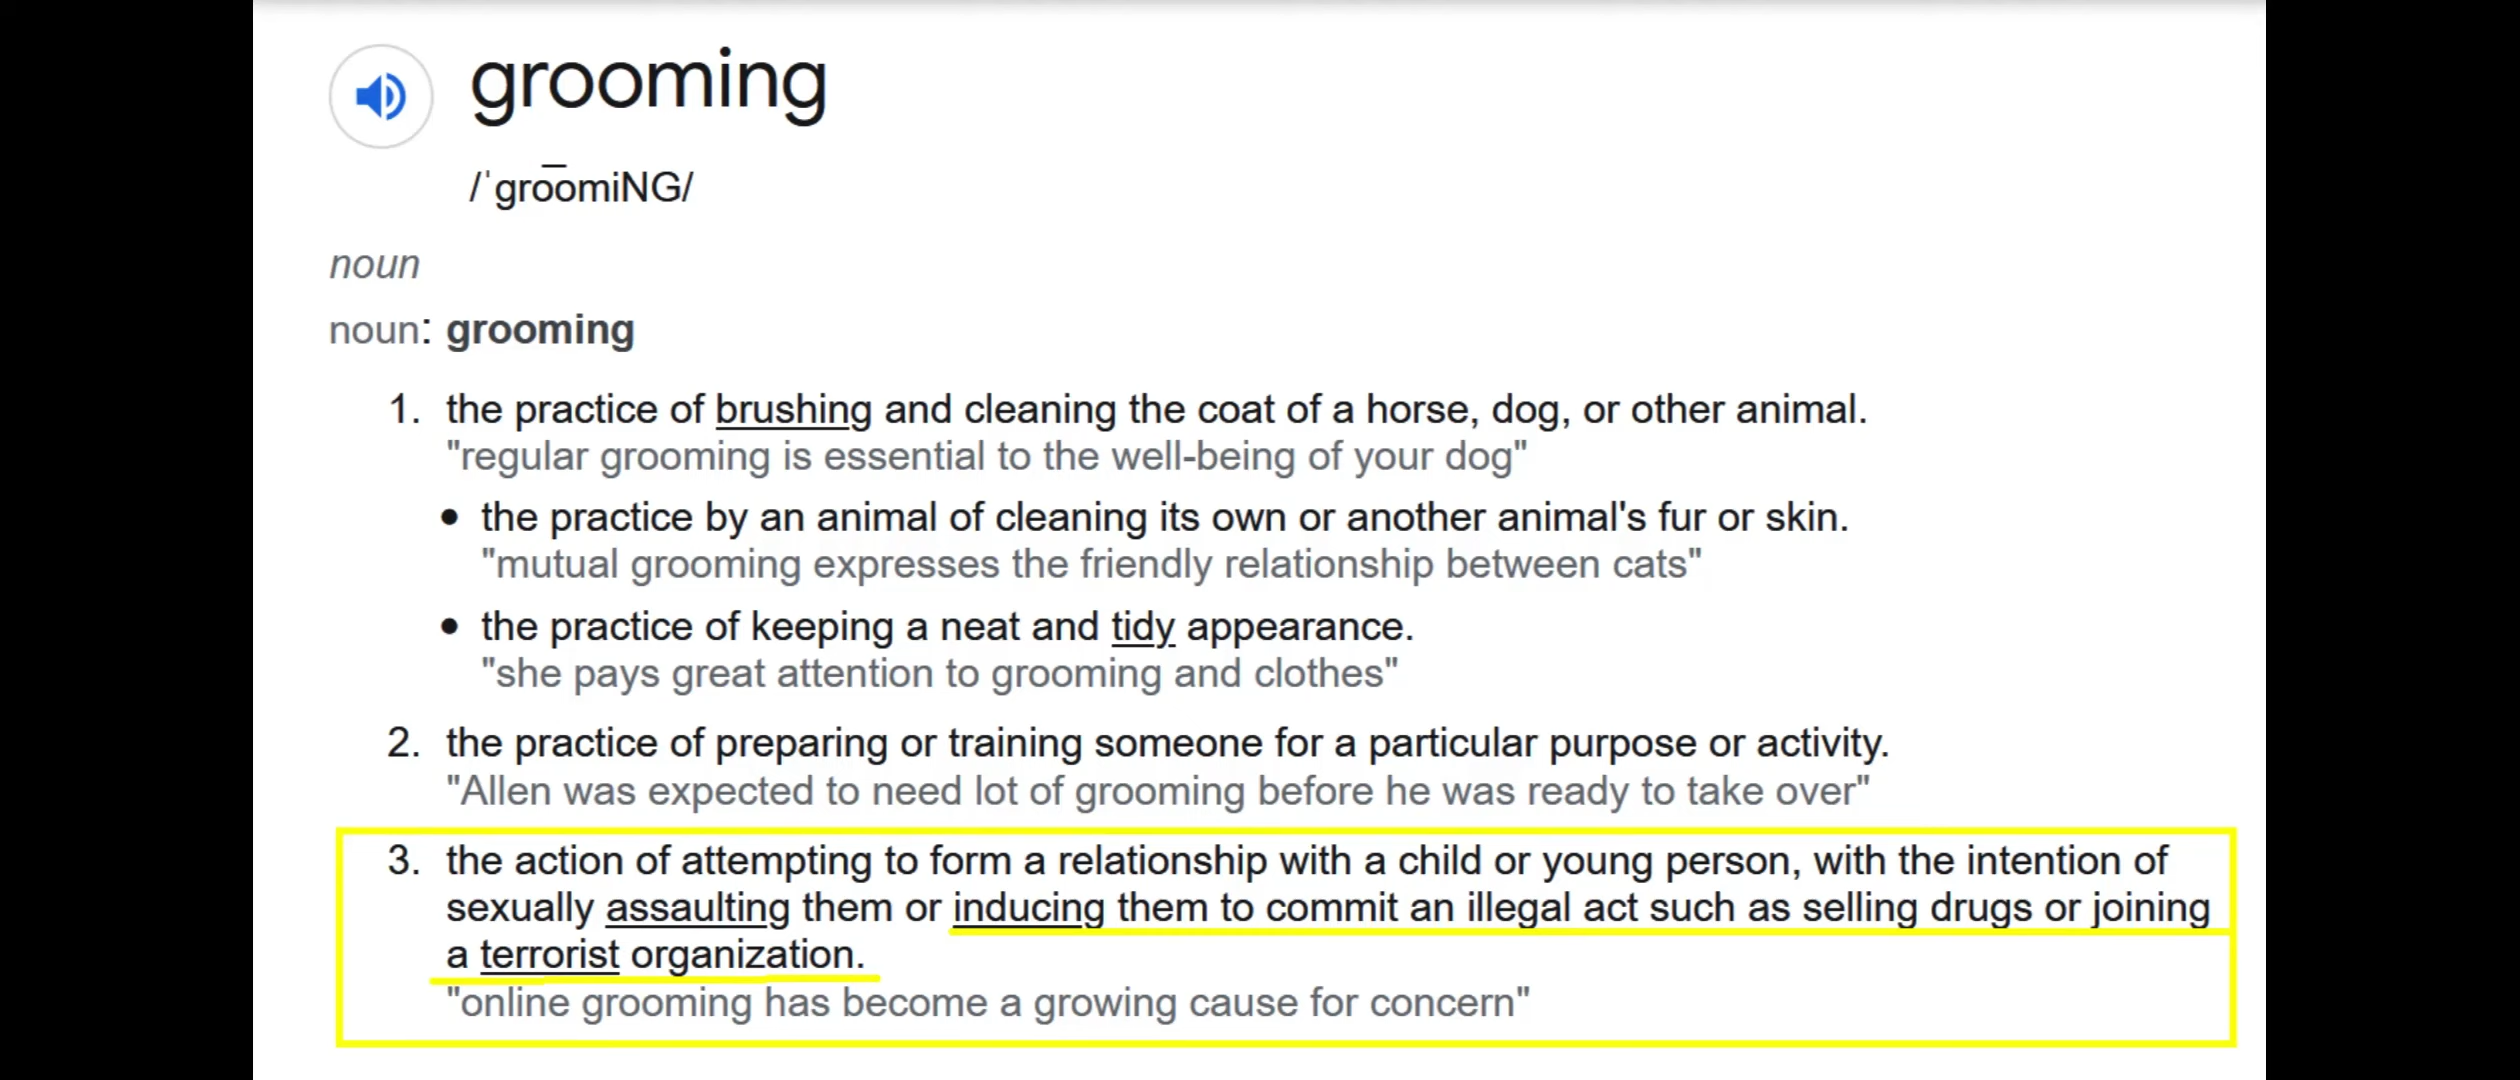 grooming
/ˈgro͞omiNG/
noun
noun: grooming
1. the practice of brushing and cleaning the coat of a horse, dog, or other animal.
"regular grooming is essential to the well-being of your dog"
• the practice by an animal of cleaning its own or another animal's fur or skin.
"mutual grooming expresses the friendly relationship between cats"
• the practice of keeping a neat and tidy appearance.
"she pays great attention to grooming and clothes"
2. the practice of preparing or training someone for a particular purpose or activity.
"Allen was expected to need lot of grooming before he was ready to take over"
3. the action of attempting to form a relationship with a child or young person, with the intention of
sexually assaulting them or inducing them to commit an illegal act such as selling drugs or joining
a terrorist organization.
"online grooming has become a growing cause for concern"